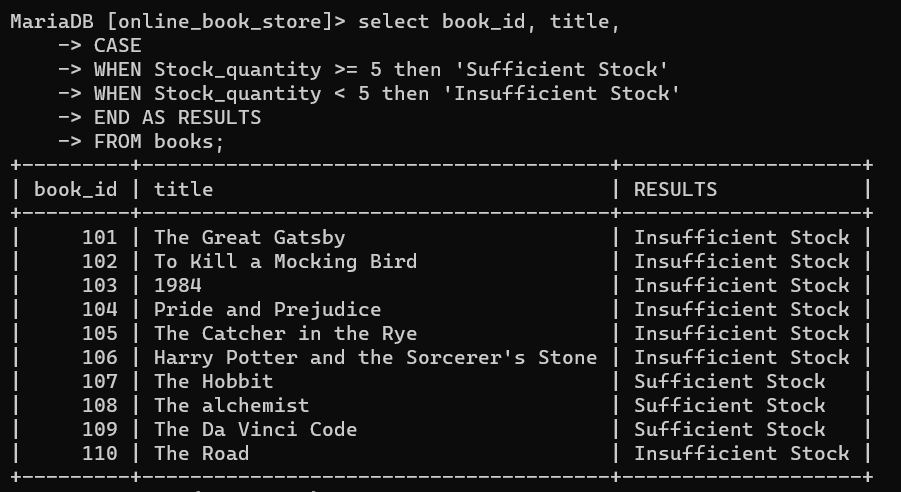 MariaDB [online_book_store]> select book_id, title,
    -> CASE
    -> WHEN Stock_quantity >= 5 then 'Sufficient Stock'
    -> WHEN Stock_quantity < 5 then 'Insufficient Stock'
    -> END AS RESULTS
    -> FROM books;
+---------+---------------------------------------+--------------------+
| book_id | title                                 | RESULTS            |
+---------+---------------------------------------+--------------------+
|     101 | The Great Gatsby                      | Insufficient Stock |
|     102 | To Kill a Mocking Bird                | Insufficient Stock |
|     103 | 1984                                  | Insufficient Stock |
|     104 | Pride and Prejudice                   | Insufficient Stock |
|     105 | The Catcher in the Rye                | Insufficient Stock |
|     106 | Harry Potter and the Sorcerer's Stone | Insufficient Stock |
|     107 | The Hobbit                            | Sufficient Stock   |
|     108 | The alchemist                         | Sufficient Stock   |
|     109 | The Da Vinci Code                     | Sufficient Stock   |
|     110 | The Road                              | Insufficient Stock |
+---------+---------------------------------------+--------------------+